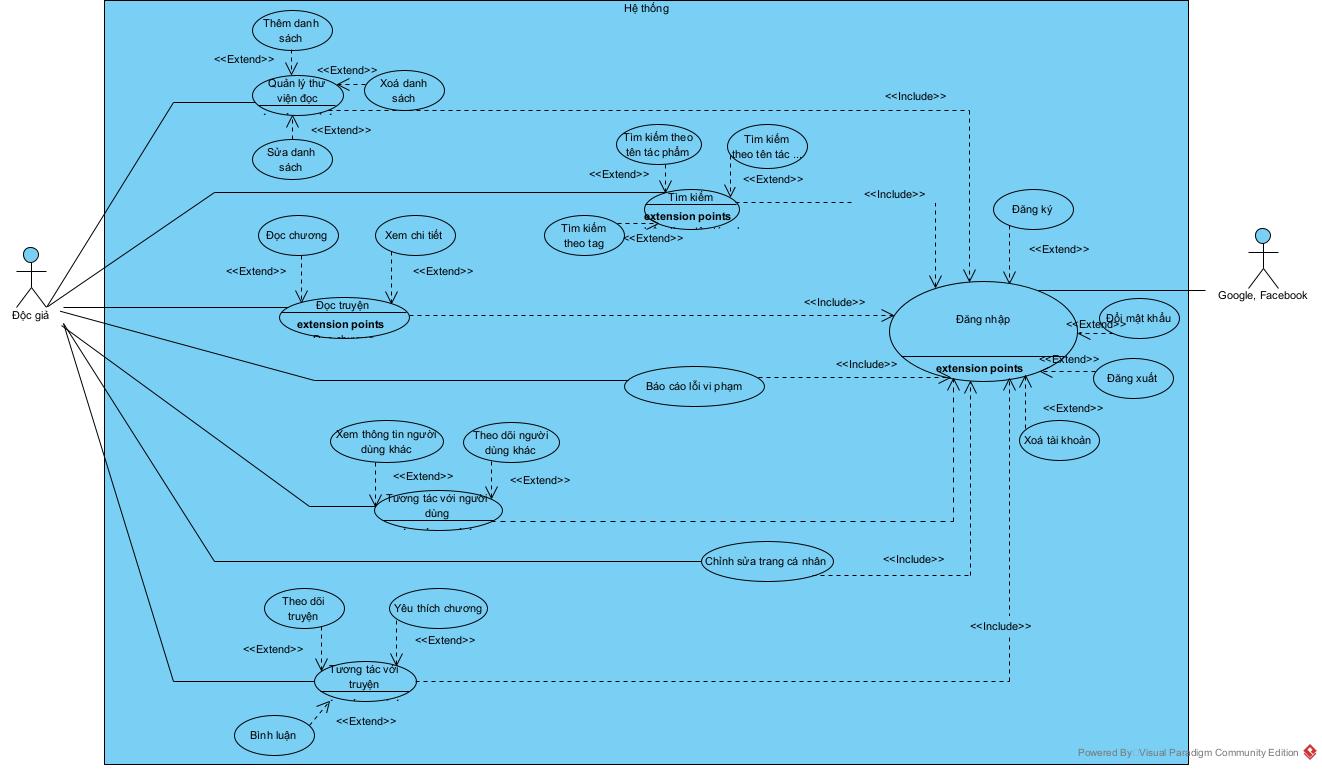 Hệ thống
Thêm danh
sách
<<Extend>>
<<Extend>>
Quản lý thư
viện đọc
Xoá danh
sách
<<Include>>
<<Extend>>
Sửa danh
sách
Tìm kiếm theo
tên tác phẩm
Tìm kiếm
theo tên tác ...
<<Extend>>
<<Extend>>
<<Include>>
Tìm kiếm
extension points
Tìm kiếm
theo tag
<<Extend>>
Đăng ký
<<Extend>>
Đọc chương
Xem chi tiết
<<Extend>>
<<Extend>>
Độc giả
Google, Facebook
Đọc truyện
extension points
<<Include>>
Đăng nhập
extension points
<<Extend>>
Đổi mật khẩu
<<Extend>>
Đăng xuất
<<Include>>
Báo cáo lỗi vi phạm
<<Extend>>
Xoá tài khoản
Xem thông tin người
dùng khác
Theo dõi người
dùng khác
<<Extend>>
<<Extend>>
Tương tác với người
dùng
Chỉnh sửa trang cá nhân
<<Include>>
Theo dõi
truyện
Yêu thích chương
<<Include>>
<<Extend>>
<<Extend>>
Tương tác với
truyện
Bình luận
<<Extend>>
Powered By: Visual Paradigm Community Edition